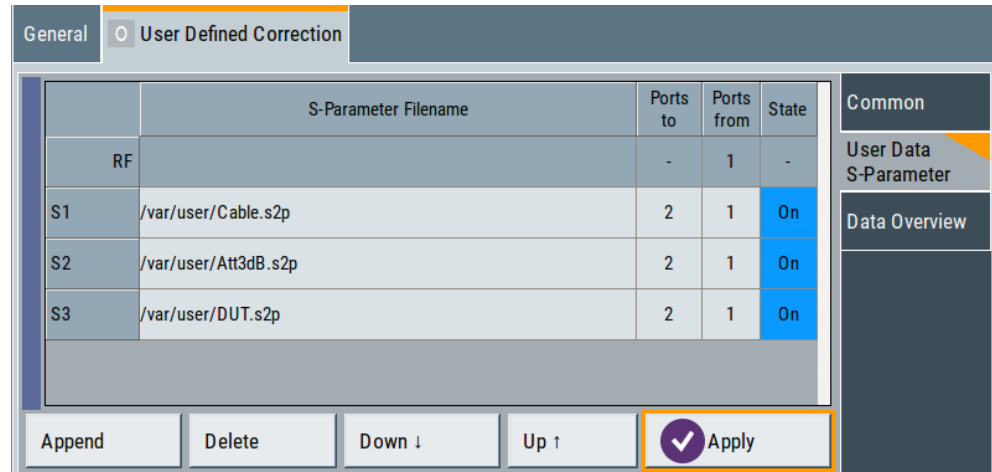 General
O User Defined Correction
S-Parameter Filename
Ports to
Ports from
State
RF - 1 -
S1 /var/user/Cable.s2p 2 1 On
S2 /var/user/Att3dB.s2p 2 1 On
S3 /var/user/DUT.s2p 2 1 On
Append Delete Down ↓ Up ↑ Apply
Common
User Data
S-Parameter
Data Overview